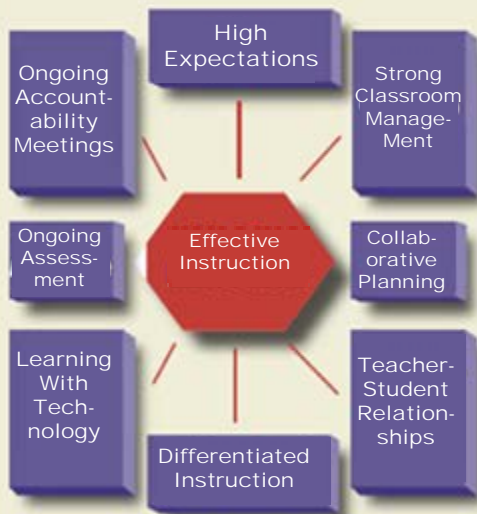 High
Expectations
Ongoing
Account-
ability
Meetings
Strong
Classroom
Manage-
Ment
Ongoing
Assess-
ment
Effective
Instruction
Collab-
orative
Planning
Learning
With
Tech-
nology
Teacher-
Student
Relation-
ships
Differentiated
Instruction